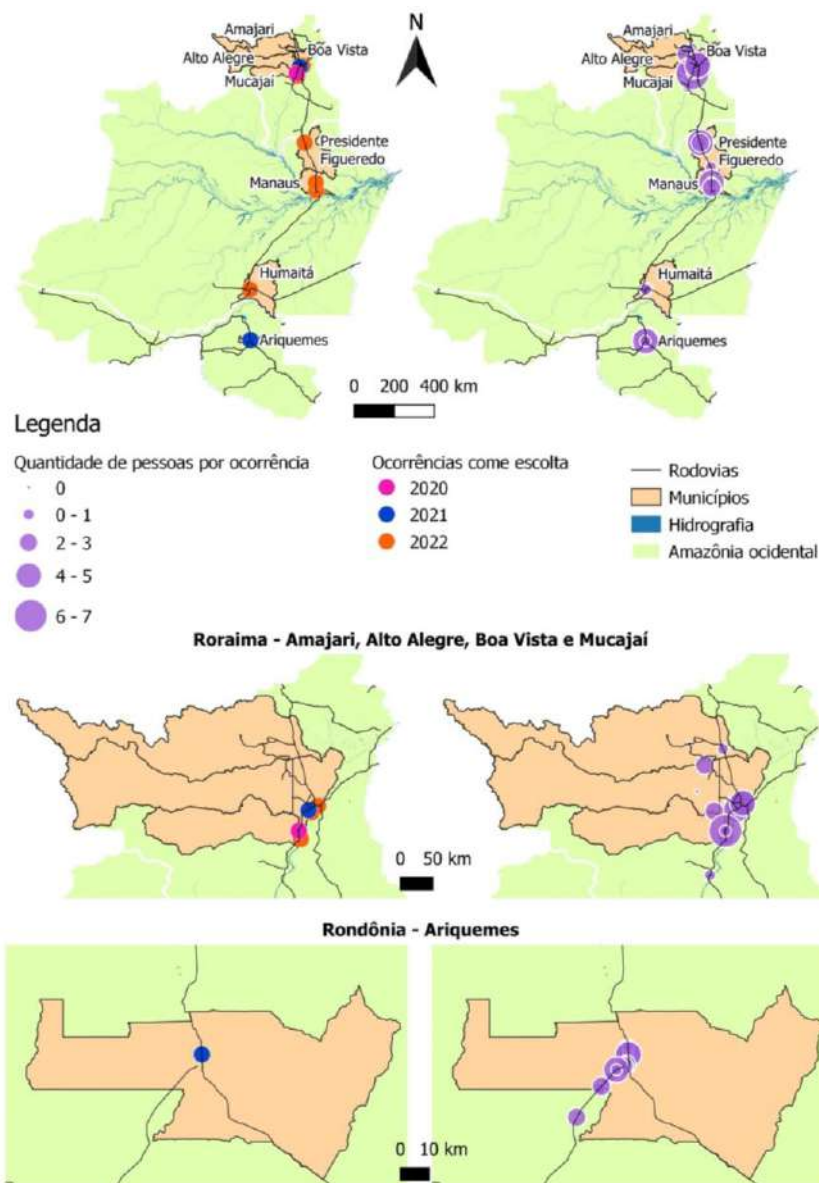 Amajari
Boa Vista
Alto Alegre
Mucajaí
Presidente
Figueredo
Manaus
Humaitá
Ariquemes
N
Amajari
Boa Vista
Alto Alegre
Mucajaí
Presidente
Figueredo
Manaus
Humaitá
Ariquemes
0 200 400 km
Legenda
Quantidade de pessoas por ocorrência
0
0 - 1
2 - 3
4 - 5
6 - 7
Ocorrências come escolta
2020
2021
2022
Rodovias
Municípios
Hidrografia
Amazônia ocidental
Roraima - Amajari, Alto Alegre, Boa Vista e Mucajaí
0 50 km
Rondônia - Ariquemes
0 10 km